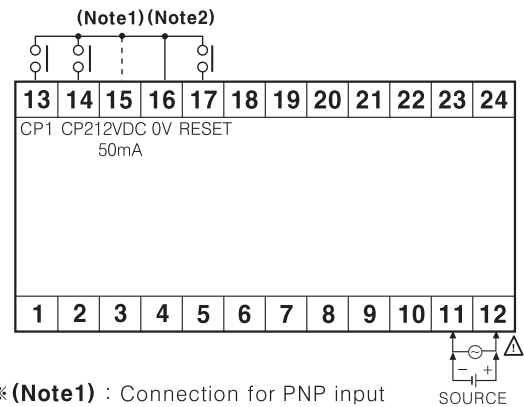 (Note1) (Note2)
13 14 15 16 17 18 19 20 21 22 23 24
CP1 CP2 12VDC 0V RESET
50mA
1 2 3 4 5 6 7 8 9 10 11 12
− +
※(Note1) : Connection for PNP input
SOURCE